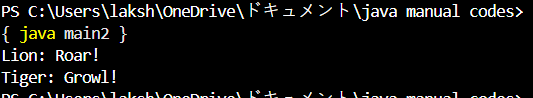 PS C:\Users\laksh\OneDrive\ドキュメント\java manual codes>
{ java main2 }
Lion: Roar!
Tiger: Growl!
PS C:\Users\laksh\OneDrive\ドキュメント\java manual codes>